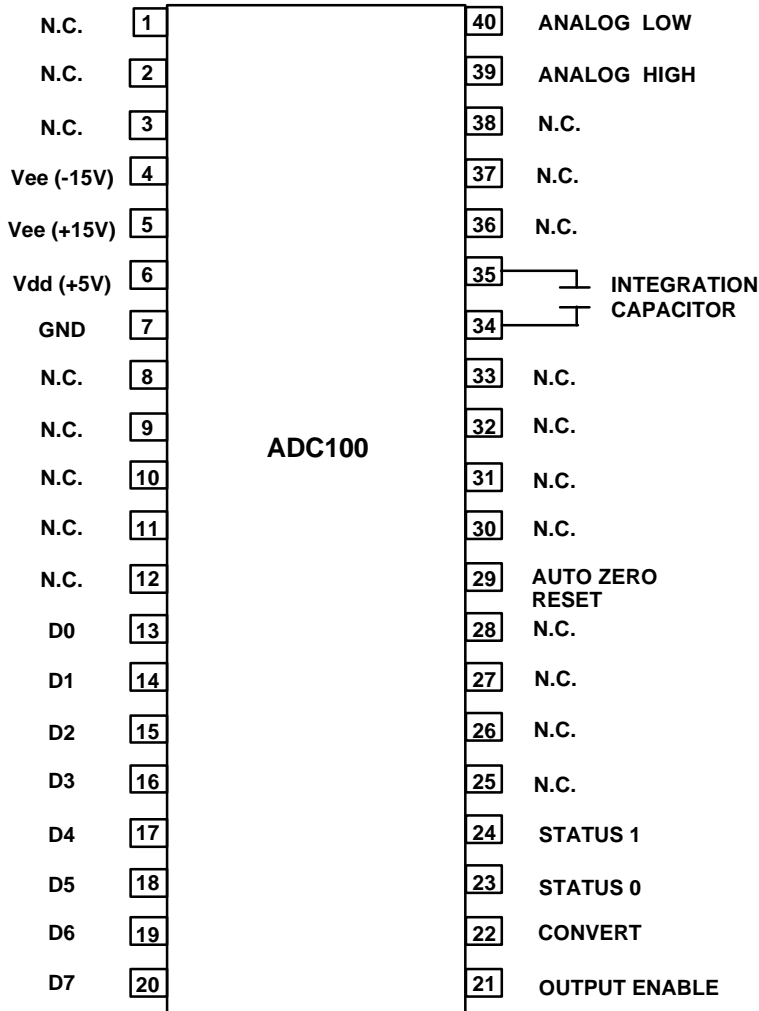 N.C. 1 40 ANALOG LOW
N.C. 2 39 ANALOG HIGH
N.C. 3 38 N.C.
Vee (-15V) 4 37 N.C.
Vee (+15V) 5 36 N.C.
Vdd (+5V) 6 35 INTEGRATION
GND 7 34 CAPACITOR
N.C. 8 33 N.C.
N.C. 9 32 N.C.
ADC100
N.C. 10 31 N.C.
N.C. 11 30 N.C.
N.C. 12 29 AUTO ZERO
RESET
D0 13 28 N.C.
D1 14 27 N.C.
D2 15 26 N.C.
D3 16 25 N.C.
D4 17 24 STATUS 1
D5 18 23 STATUS 0
D6 19 22 CONVERT
D7 20 21 OUTPUT ENABLE